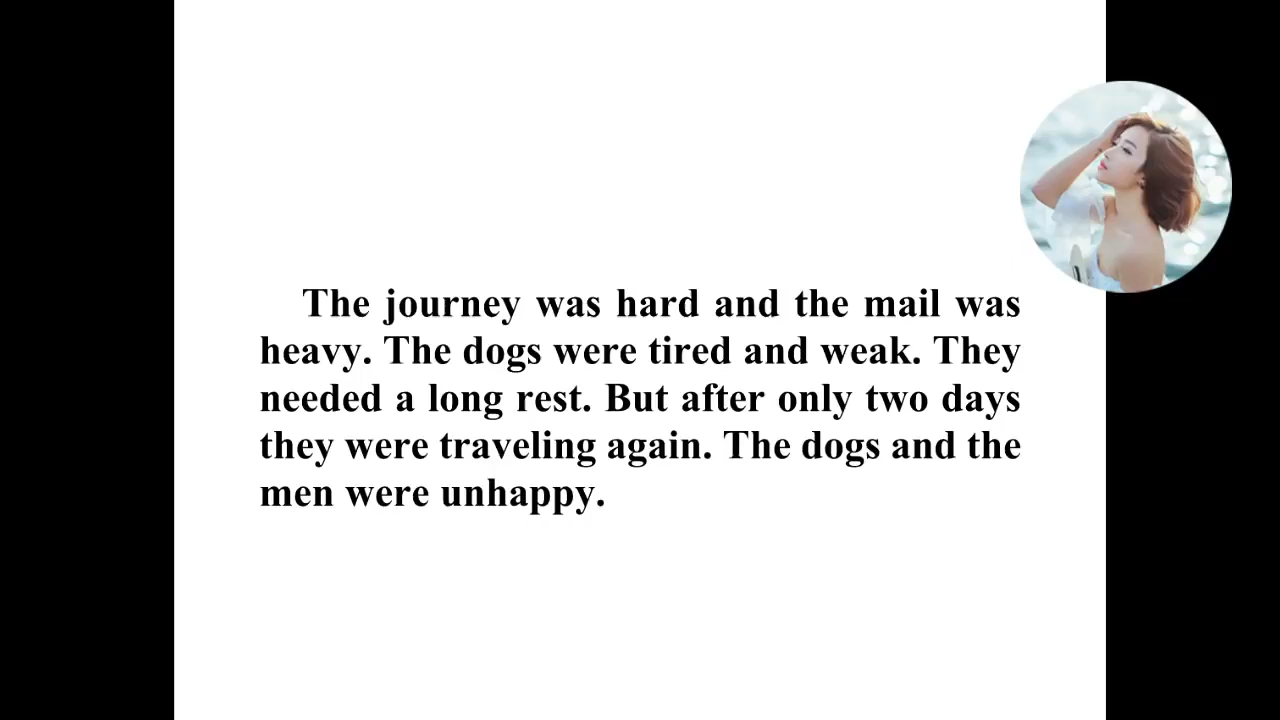 The journey was hard and the mail was
heavy. The dogs were tired and weak. They
needed a long rest. But after only two days
they were traveling again. The dogs and the
men were unhappy.